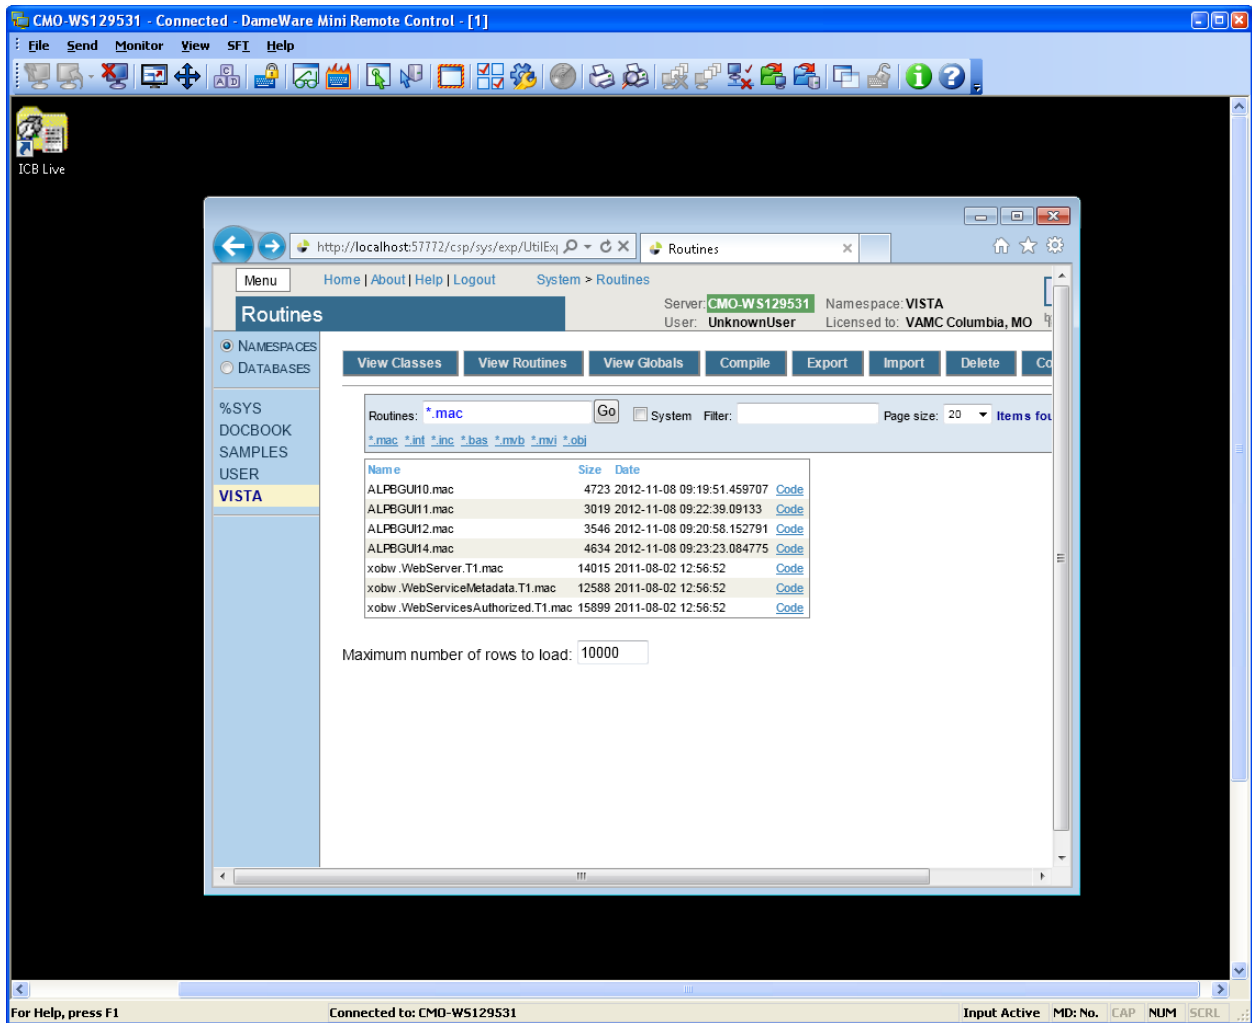 CMO-WS129531 - Connected - DameWare Mini Remote Control - [1]
File Send Monitor View SFT Help
ICB Live
http://localhost:57772/csp/sys/exp/UtilExp
Routines
Menu
Home | About | Help | Logout
System > Routines
Routines
Server: CMO-WS129531 Namespace: VISTA
User: UnknownUser Licensed to: VAMC Columbia, MO
NAMESPACES
DATABASES
View Classes View Routines View Globals Compile Export Import Delete Co
%SYS
DOCBOOK
SAMPLES
USER
VISTA
Routines: *.mac Go System Filter: Page size: 20 Items fou
*.mac *.int *.inc *.bas *.mvb *.mvi *.obj
Name Size Date
ALPBGUI10.mac 4723 2012-11-08 09:19:51.459707 Code
ALPBGUI11.mac 3019 2012-11-08 09:22:39.09133 Code
ALPBGUI12.mac 3546 2012-11-08 09:20:58.152791 Code
ALPBGUI14.mac 4634 2012-11-08 09:23:23.084775 Code
xobw.WebServer.T1.mac 14015 2011-08-02 12:56:52 Code
xobw.WebServiceMetadata.T1.mac 12588 2011-08-02 12:56:52 Code
xobw.WebServicesAuthorized.T1.mac 15899 2011-08-02 12:56:52 Code
Maximum number of rows to load: 10000
For Help, press F1
Connected to: CMO-WS129531
Input Active MD: No. CAP NUM SCRL